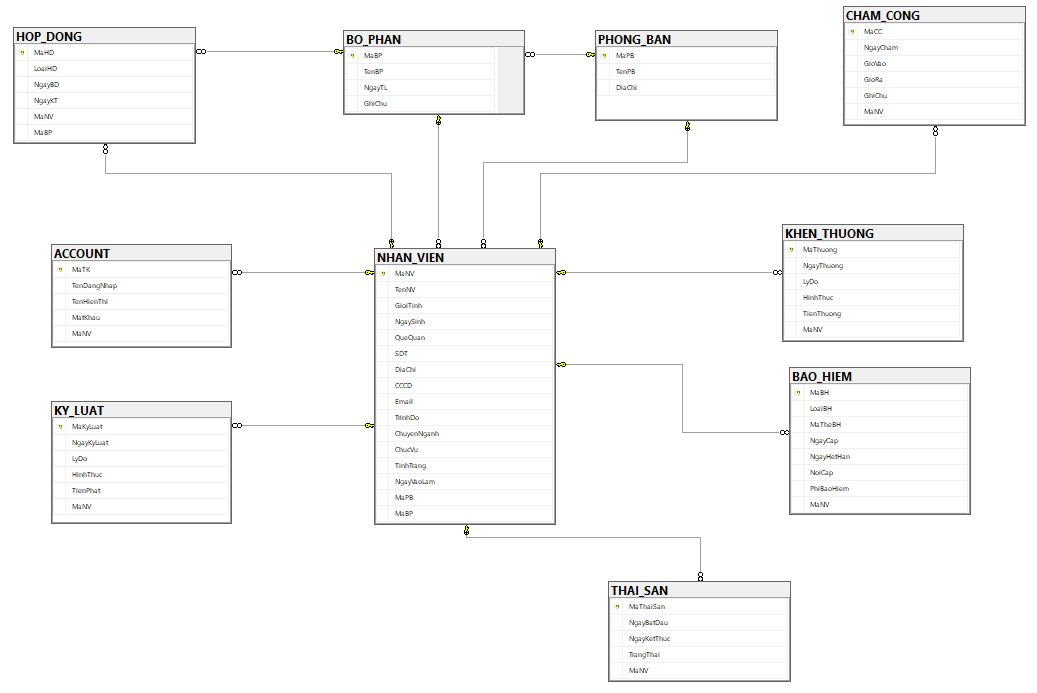 HOP_DONG
MaHD
LoaiHD
NgayBD
NgayKT
MaNV
MaBP
BO_PHAN
MaBP
TenBP
NgayTL
GhiChu
PHONG_BAN
MaPB
TenPB
DiaChi
CHAM_CONG
MaCC
NgayCham
GioVao
GioRa
GhiChu
MaNV
ACCOUNT
MaTK
TenDangNhap
TenHienThi
MatKhau
MaNV
NHAN_VIEN
MaNV
TenNV
GioiTinh
NgaySinh
QueQuan
SDT
DiaChi
CCCD
Email
TrinhDo
ChuyenNganh
ChucVu
TinhTrang
NgayVaoLam
MaPB
MaBP
KHEN_THUONG
MaThuong
NgayThuong
LyDo
HinhThuc
TienThuong
MaNV
KY_LUAT
MaKyLuat
NgayKyLuat
LyDo
HinhThuc
TienPhat
MaNV
BAO_HIEM
MaBH
LoaiBH
MaTheBH
NgayCap
NgayHetHan
NoiCap
PhiBaoHiem
MaNV
THAI_SAN
MaThaiSan
NgayBatDau
NgayKetThuc
TrangThai
MaNV